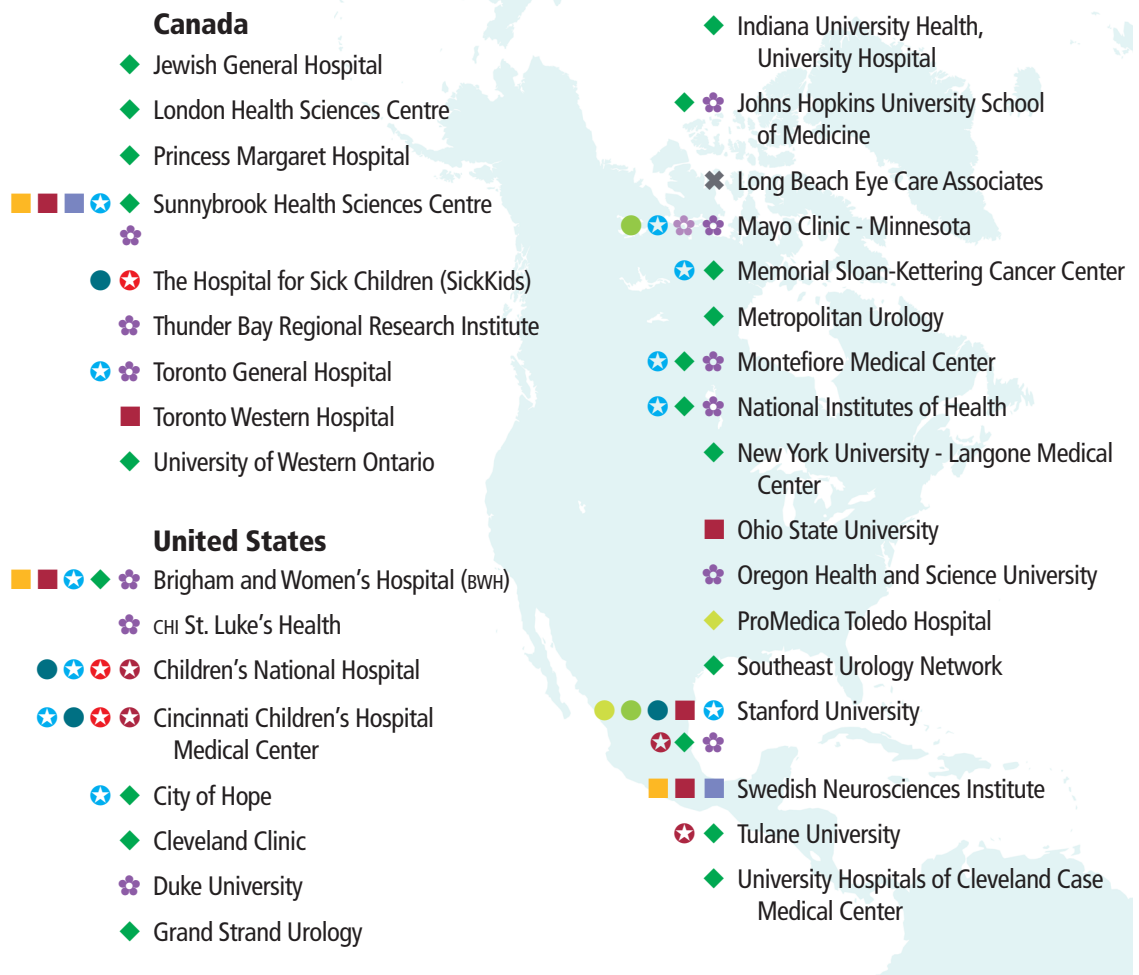 Canada
Jewish General Hospital
London Health Sciences Centre
Princess Margaret Hospital
Sunnybrook Health Sciences Centre
The Hospital for Sick Children (SickKids)
Thunder Bay Regional Research Institute
Toronto General Hospital
Toronto Western Hospital
University of Western Ontario
United States
Brigham and Women’s Hospital (BWH)
CHI St. Luke’s Health
Children’s National Hospital
Cincinnati Children’s Hospital
Medical Center
City of Hope
Cleveland Clinic
Duke University
Grand Strand Urology
Indiana University Health,
University Hospital
Johns Hopkins University School
of Medicine
Long Beach Eye Care Associates
Mayo Clinic - Minnesota
Memorial Sloan-Kettering Cancer Center
Metropolitan Urology
Montefiore Medical Center
National Institutes of Health
New York University - Langone Medical
Center
Ohio State University
Oregon Health and Science University
ProMedica Toledo Hospital
Southeast Urology Network
Stanford University
Swedish Neurosciences Institute
Tulane University
University Hospitals of Cleveland Case
Medical Center